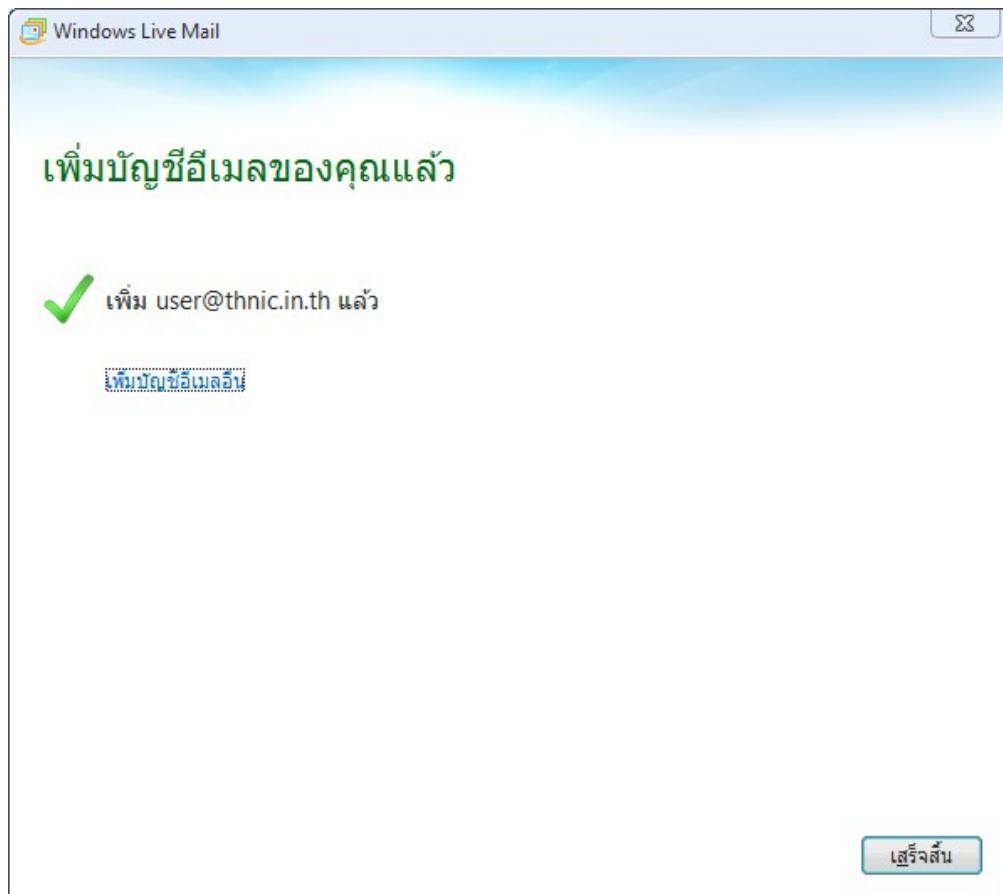 Windows Live Mail
เพิ่มบัญชีอีเมลของคุณแล้ว
เพิ่ม user@thnic.in.th แล้ว
เพิ่มบัญชีอีเมลอื่น
เสร็จสิ้น